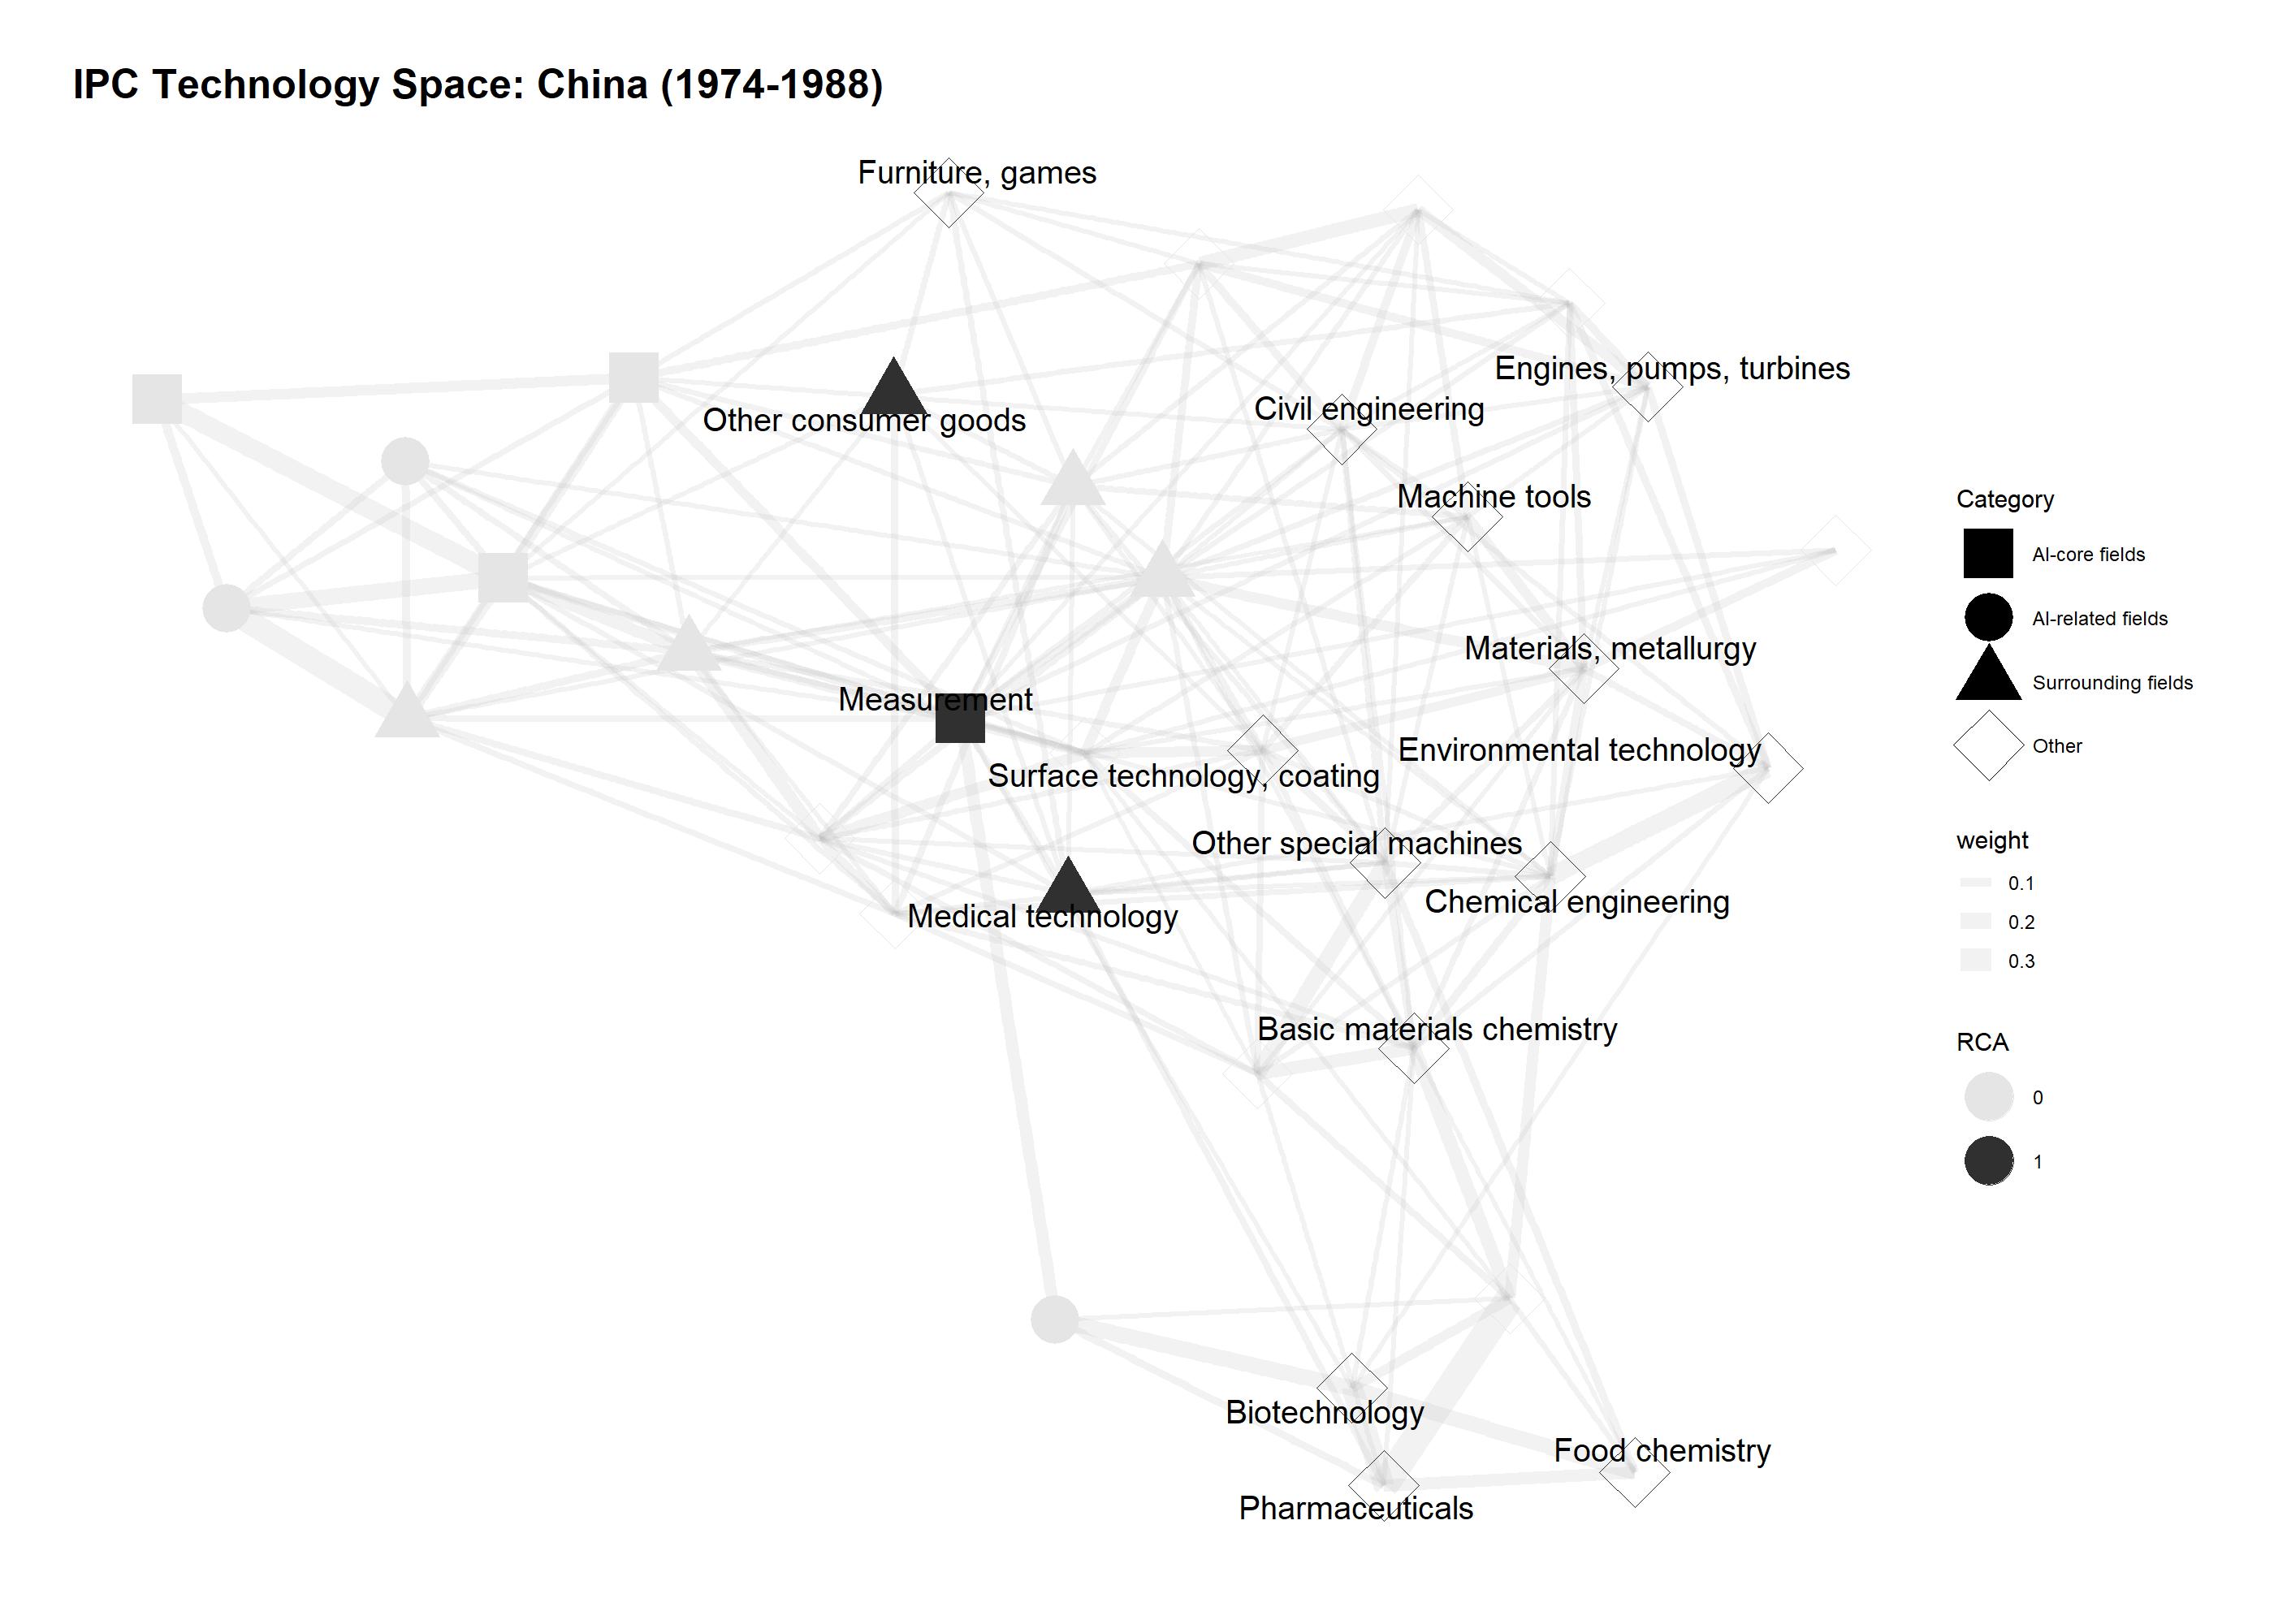 IPC Technology Space: China (1974-1988)
Furniture, games
Engines, pumps, turbines
Civil engineering
Other consumer goods
Machine tools
Materials, metallurgy
Measurement
Environmental technology
Surface technology, coating
Other special machines
Chemical engineering
Medical technology
Basic materials chemistry
Biotechnology
Food chemistry
Pharmaceuticals
Category
AI-core fields
AI-related fields
Surrounding fields
Other
weight
0.1
0.2
0.3
RCA
0
1